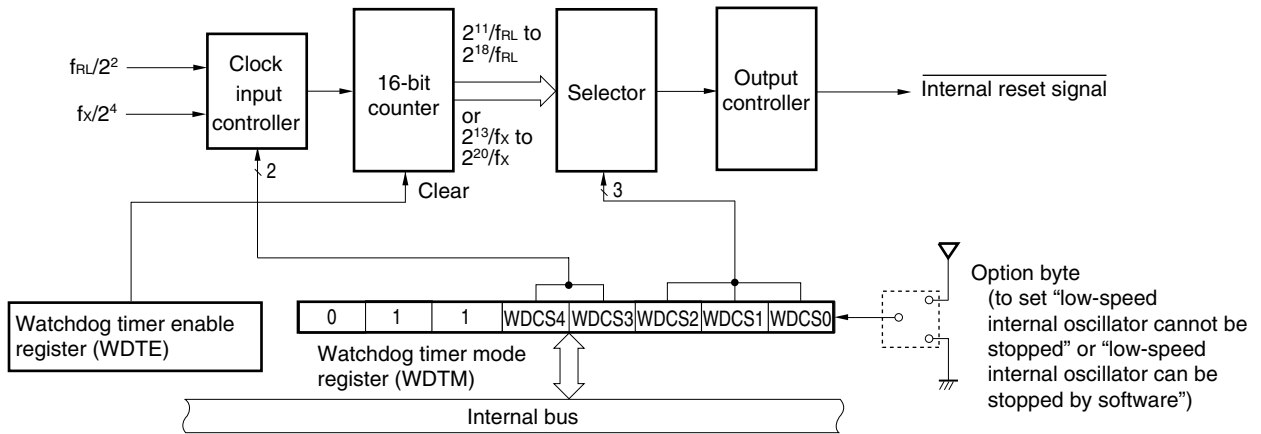 fRL/2²
fX/2⁴
Clock
input
controller
2
16-bit
counter
Clear
2¹¹/fRL to
2¹⁸/fRL
or
2¹³/fX to
2²⁰/fX
Selector
3
Output
controller
Internal reset signal
Watchdog timer enable
register (WDTE)
0 1 1 WDCS4 WDCS3 WDCS2 WDCS1 WDCS0
Watchdog timer mode
register (WDTM)
Internal bus
Option byte
(to set “low-speed
internal oscillator cannot be
stopped” or “low-speed
internal oscillator can be
stopped by software”)